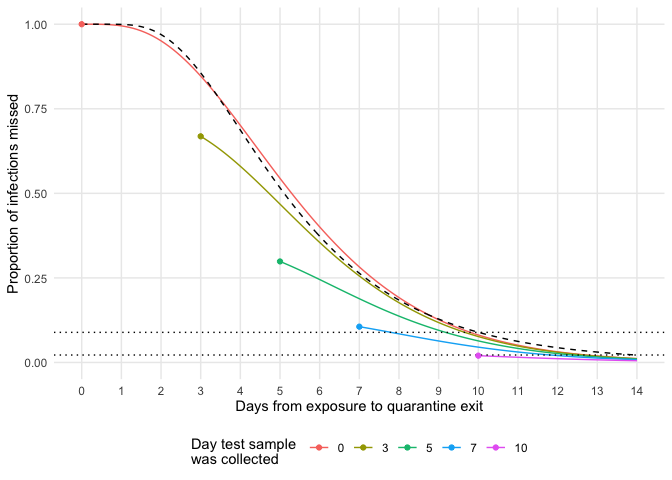 Proportion of infections missed
1.00
0.75
0.50
0.25
0.00
0 1 2 3 4 5 6 7 8 9 10 11 12 13 14
Days from exposure to quarantine exit
Day test sample
was collected
0 3 5 7 10